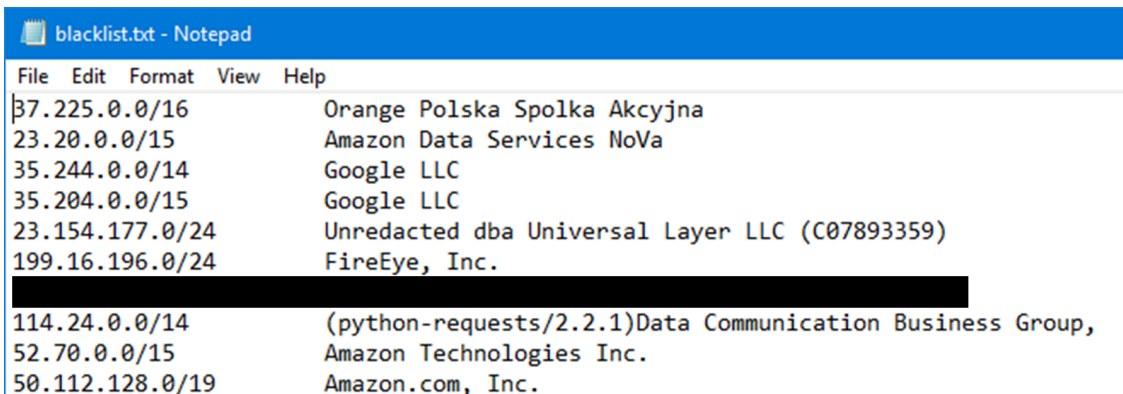 blacklist.txt - Notepad
File Edit Format View Help
37.225.0.0/16 Orange Polska Spolka Akcyjna
23.20.0.0/15 Amazon Data Services NoVa
35.244.0.0/14 Google LLC
35.204.0.0/15 Google LLC
23.154.177.0/24 Unredacted dba Universal Layer LLC (C07893359)
199.16.196.0/24 FireEye, Inc.
114.24.0.0/14 (python-requests/2.2.1)Data Communication Business Group,
52.70.0.0/15 Amazon Technologies Inc.
50.112.128.0/19 Amazon.com, Inc.